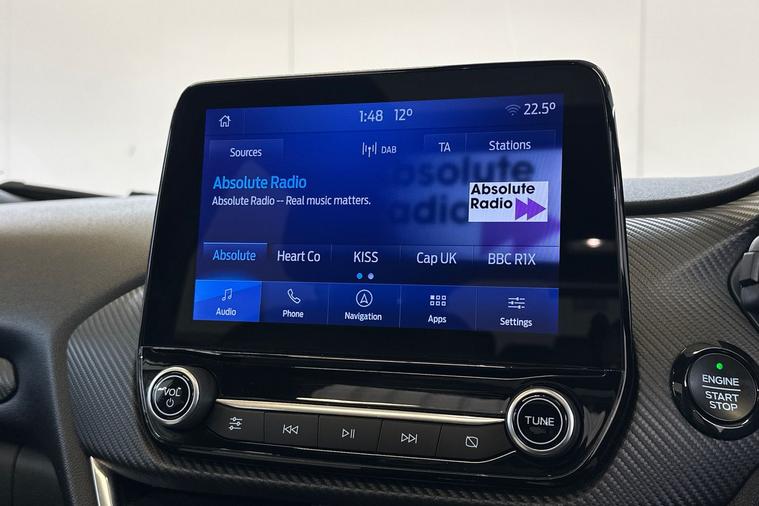 1:48 12° 22.5°
Sources DAB TA Stations
Absolute Radio
Absolute Radio -- Real music matters.
Absolute
Radio
Absolute Heart Co KISS Cap UK BBC R1X
Audio Phone Navigation Apps Settings
VOL
TUNE
ENGINE
START
STOP